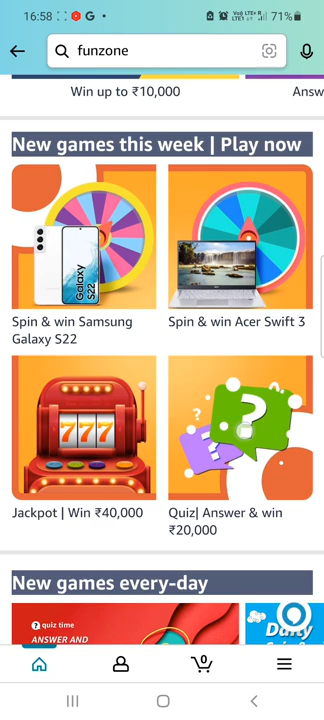 16:58
71%
funzone
Win up to ₹10,000
Answ
New games this week | Play now
Galaxy S22
Spin & win Samsung
Galaxy S22
Spin & win Acer Swift 3
777
Jackpot | Win ₹40,000
Quiz| Answer & win
₹20,000
New games every-day
quiz time
ANSWER AND
Daily
0